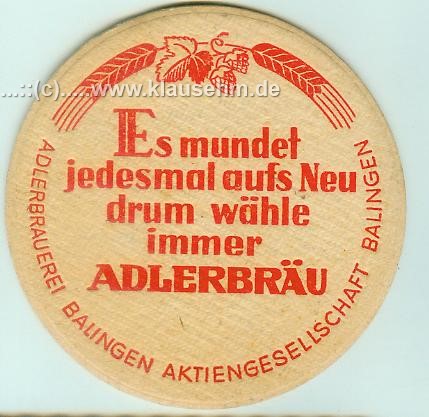 ...::(c)..... www.klausehm.de
Es mundet
jedesmal aufs Neu
drum wähle
immer
ADLERBRÄU
ADLERBRAUEREI BALINGEN AKTIENGESELLSCHAFT BALINGEN